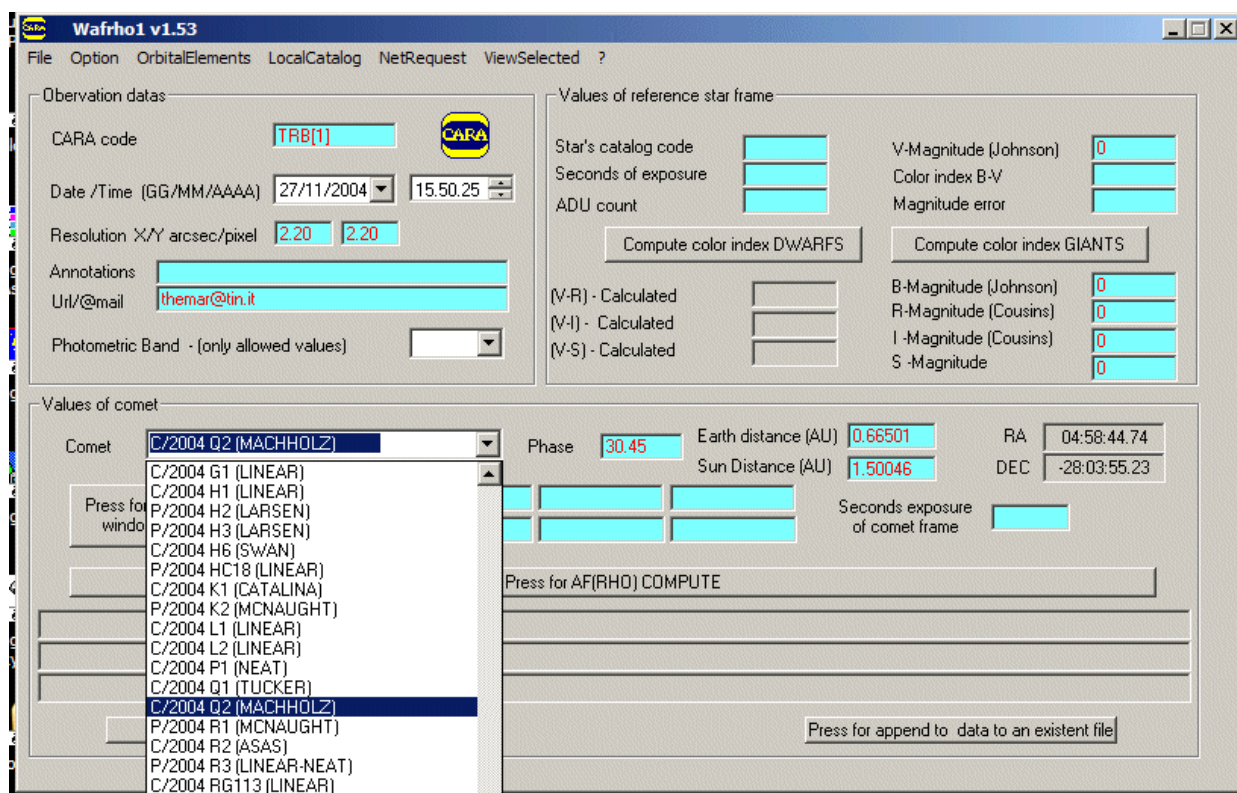 CARA Wafrho1 v1.53
File Option OrbitalElements LocalCatalog NetRequest ViewSelected ?
Obervation datas
CARA code TRB[1] CARA
Date /Time (GG/MM/AAAA) 27/11/2004 15.50.25
Resolution X/Y arcsec/pixel 2.20 2.20
Annotations
Url/@mail themar@tin.it
Photometric Band - (only allowed values)
Values of reference star frame
Star's catalog code V-Magnitude (Johnson) 0
Seconds of exposure Color index B-V
ADU count Magnitude error
Compute color index DWARFS Compute color index GIANTS
(V-R) - Calculated B-Magnitude (Johnson) 0
(V-I) - Calculated R-Magnitude (Cousins) 0
(V-S) - Calculated I -Magnitude (Cousins) 0
S -Magnitude 0
Values of comet
Comet C/2004 Q2 (MACHHOLZ) Phase 30.45 Earth distance (AU) 0.66501 RA 04:58:44.74
Sun Distance (AU) 1.50046 DEC -28:03:55.23
C/2004 G1 (LINEAR)
C/2004 H1 (LINEAR)
P/2004 H2 (LARSEN)
P/2004 H3 (LARSEN)
C/2004 H6 (SWAN)
P/2004 HC18 (LINEAR)
C/2004 K1 (CATALINA)
P/2004 K2 (MCNAUGHT)
C/2004 L1 (LINEAR)
C/2004 L2 (LINEAR)
C/2004 P1 (NEAT)
C/2004 Q1 (TUCKER)
C/2004 Q2 (MACHHOLZ)
P/2004 R1 (MCNAUGHT)
C/2004 R2 (ASAS)
P/2004 R3 (LINEAR-NEAT)
C/2004 RG113 (LINEAR)
Press for
windo
Seconds exposure
of comet frame
Press for AF(RHO) COMPUTE
Press for append to data to an existent file